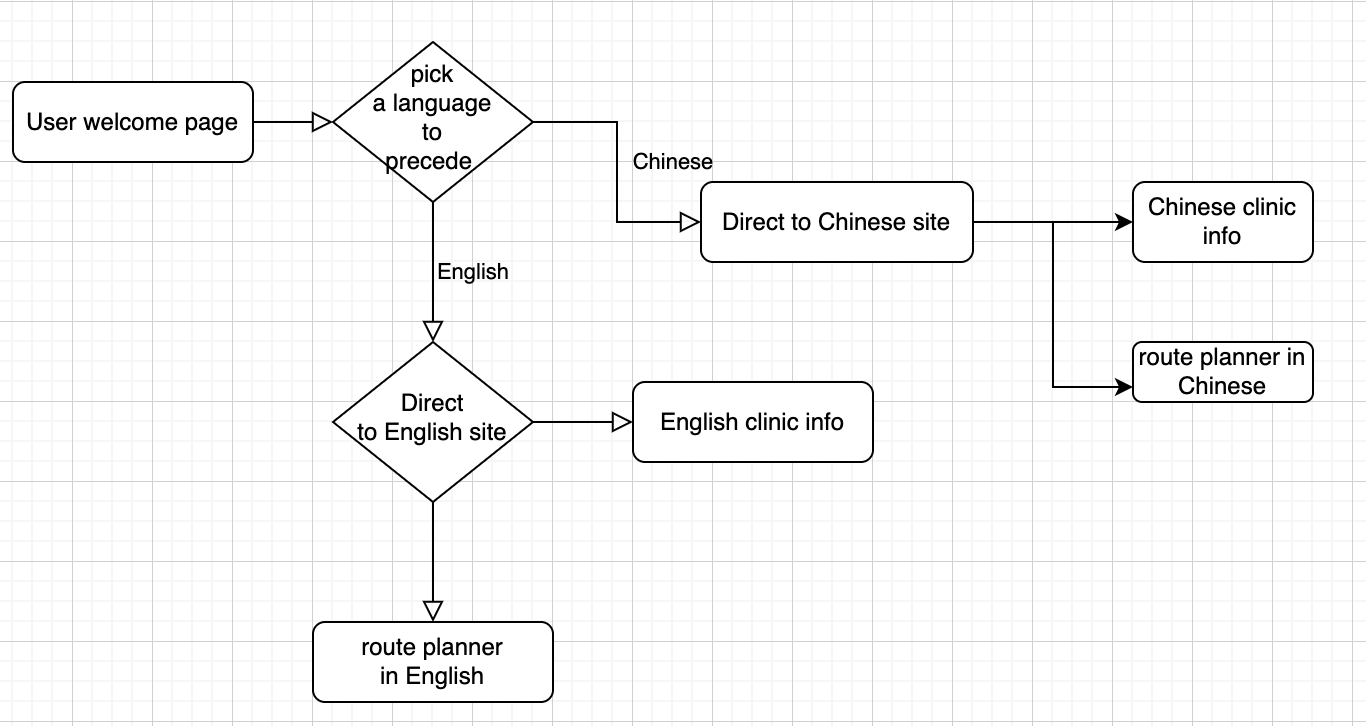 User welcome page
pick
a language
to
precede
Chinese
Direct to Chinese site
Chinese clinic
info
English
route planner in
Chinese
Direct
to English site
English clinic info
route planner
in English